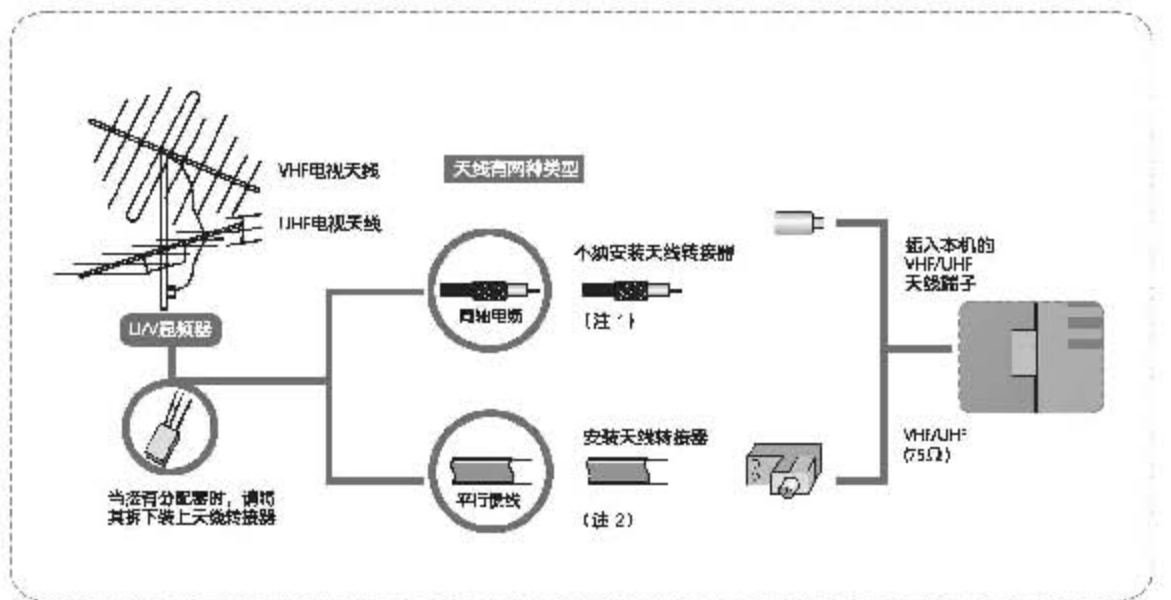 VHF电视天线
UHF电视天线
天线有两种类型
U/V混频器
不须安装天线转接器
同轴电缆
(注 1)
插入本机的
VHF/UHF
天线端子
安装天线转接器
平行馈线
(注 2)
VHF/UHF
(75Ω)
当接有分配器时，请将
其拆下装上天线转接器